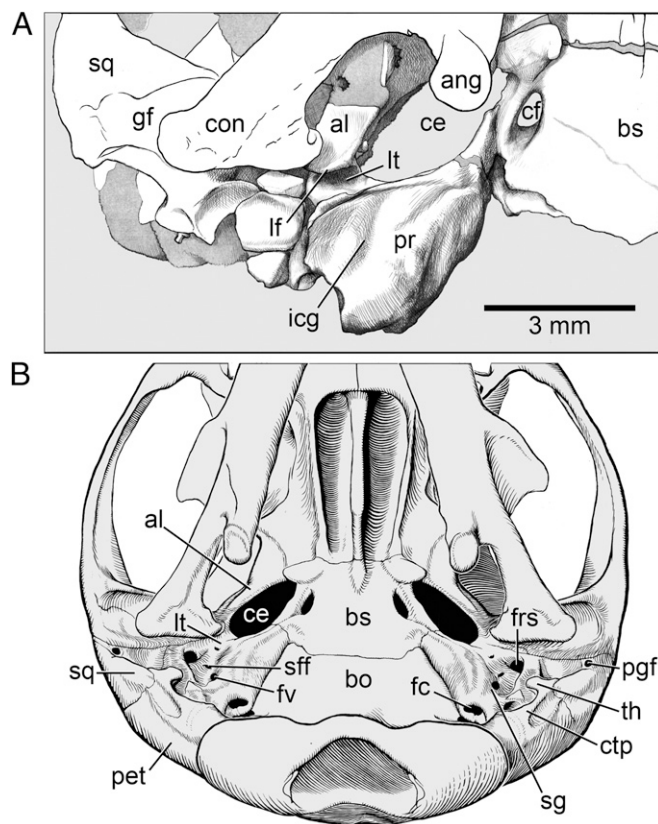 A
sq
gf
con
al
ang
ce
cf
bs
lt
lf
pr
icg
3 mm
B
al
ce
bs
frs
lt
sq
sff
pgf
fv
bo
fc
th
ctp
pet
sg